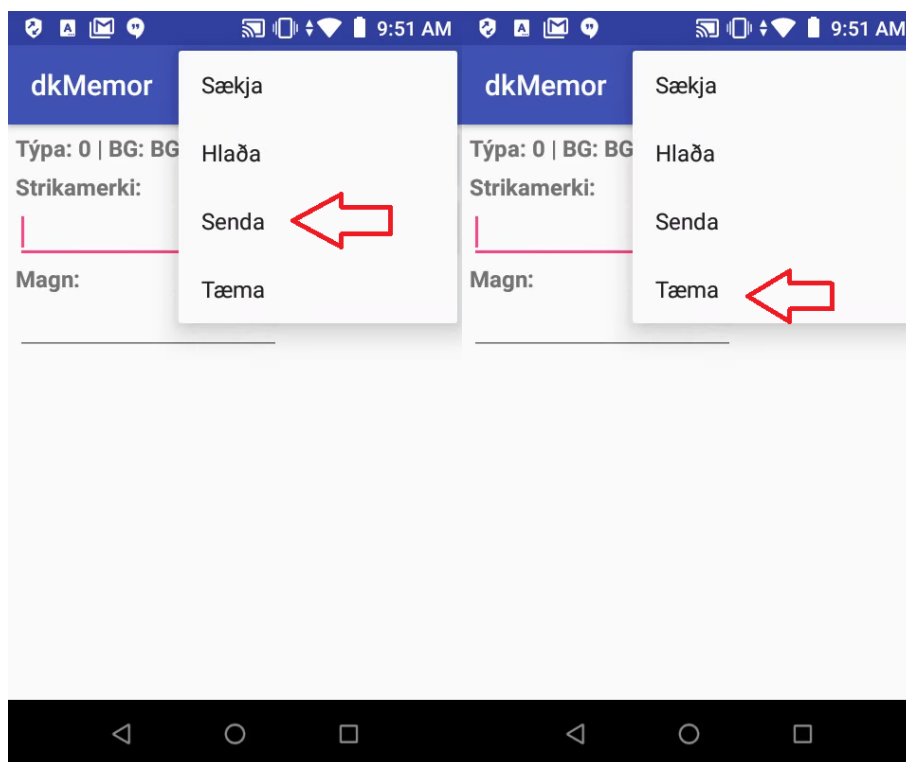 9:51 AM
dkMemor
Sækja
Týpa: 0 | BG: BG
Hlaða
Strikamerki:
Senda
Magn:
Tæma
9:51 AM
dkMemor
Sækja
Týpa: 0 | BG: BG
Hlaða
Strikamerki:
Senda
Magn:
Tæma